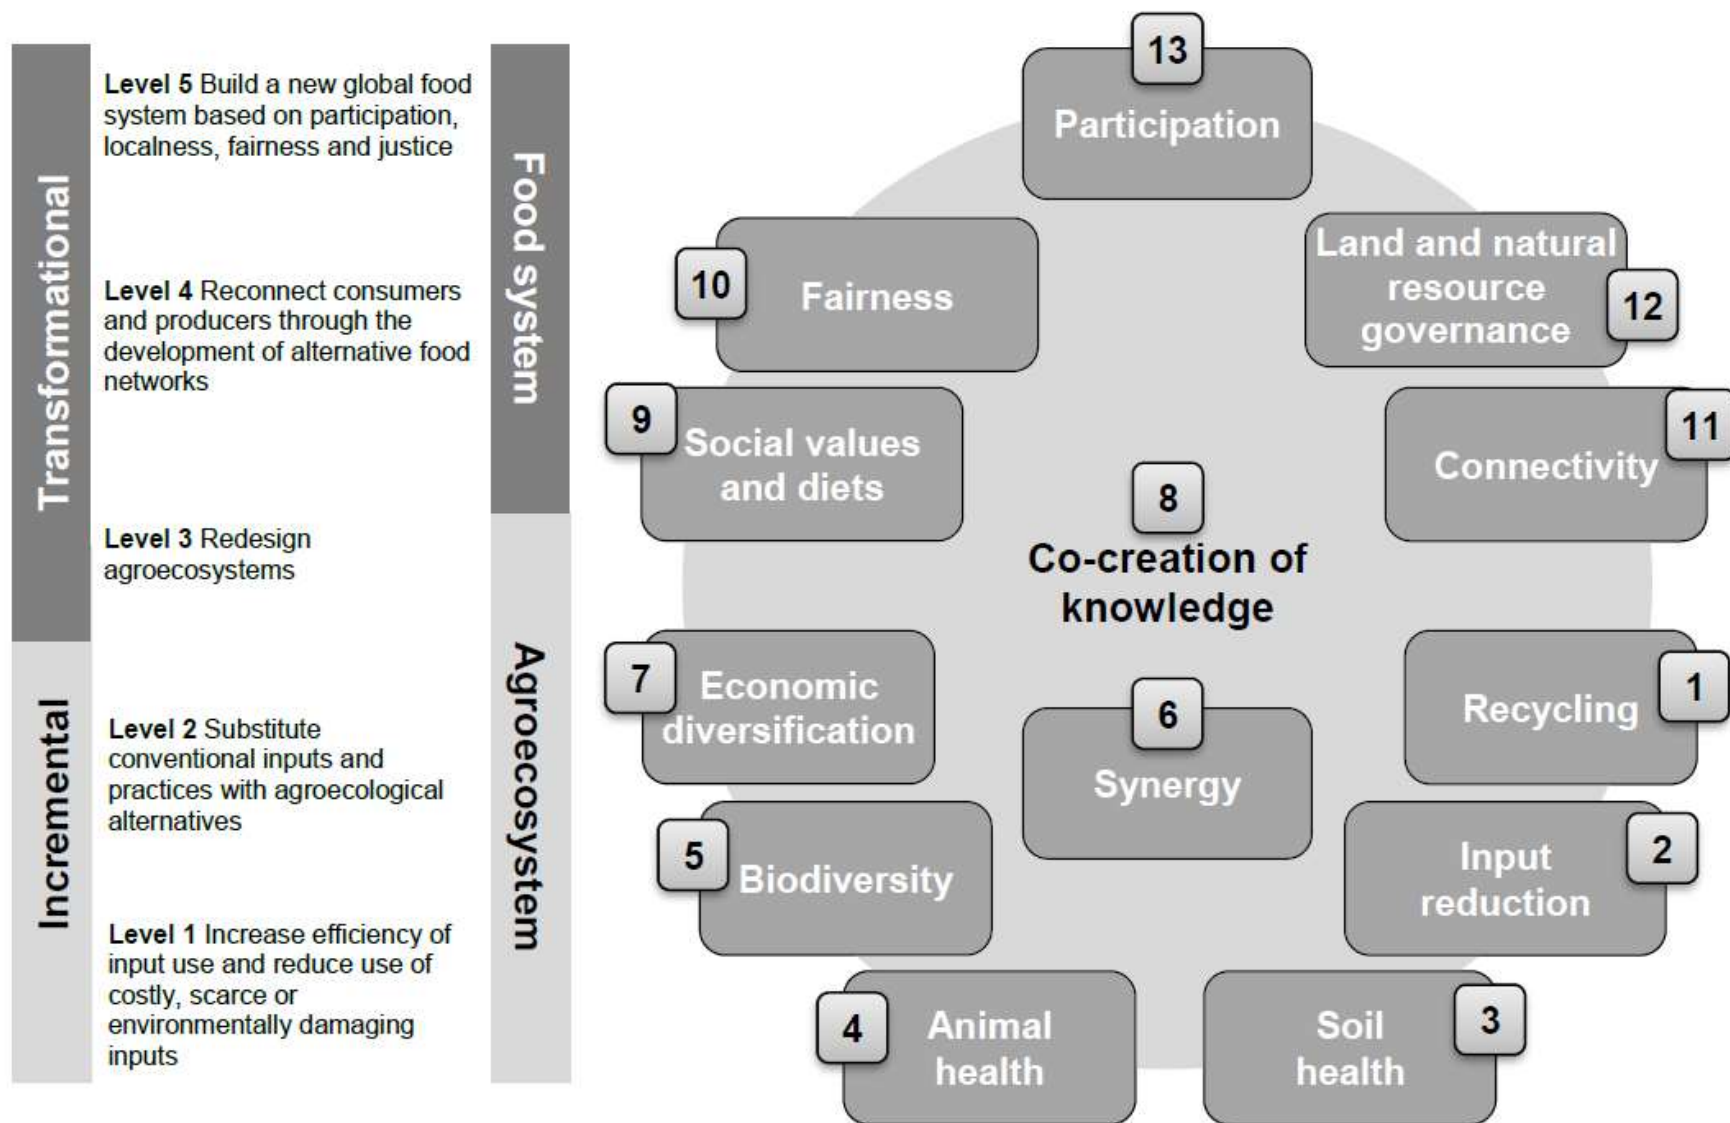 Transformational
Incremental
Level 5 Build a new global food
system based on participation,
localness, fairness and justice
Level 4 Reconnect consumers
and producers through the
development of alternative food
networks
Level 3 Redesign
agroecosystems
Level 2 Substitute
conventional inputs and
practices with agroecological
alternatives
Level 1 Increase efficiency of
input use and reduce use of
costly, scarce or
environmentally damaging
inputs
Food system
Agroecosystem
13
Participation
10
Fairness
Land and natural
resource
governance
12
9
Social values
and diets
11
Connectivity
8
Co-creation of
knowledge
7
Economic
diversification
6
Synergy
1
Recycling
5
Biodiversity
2
Input
reduction
4
Animal
health
3
Soil
health